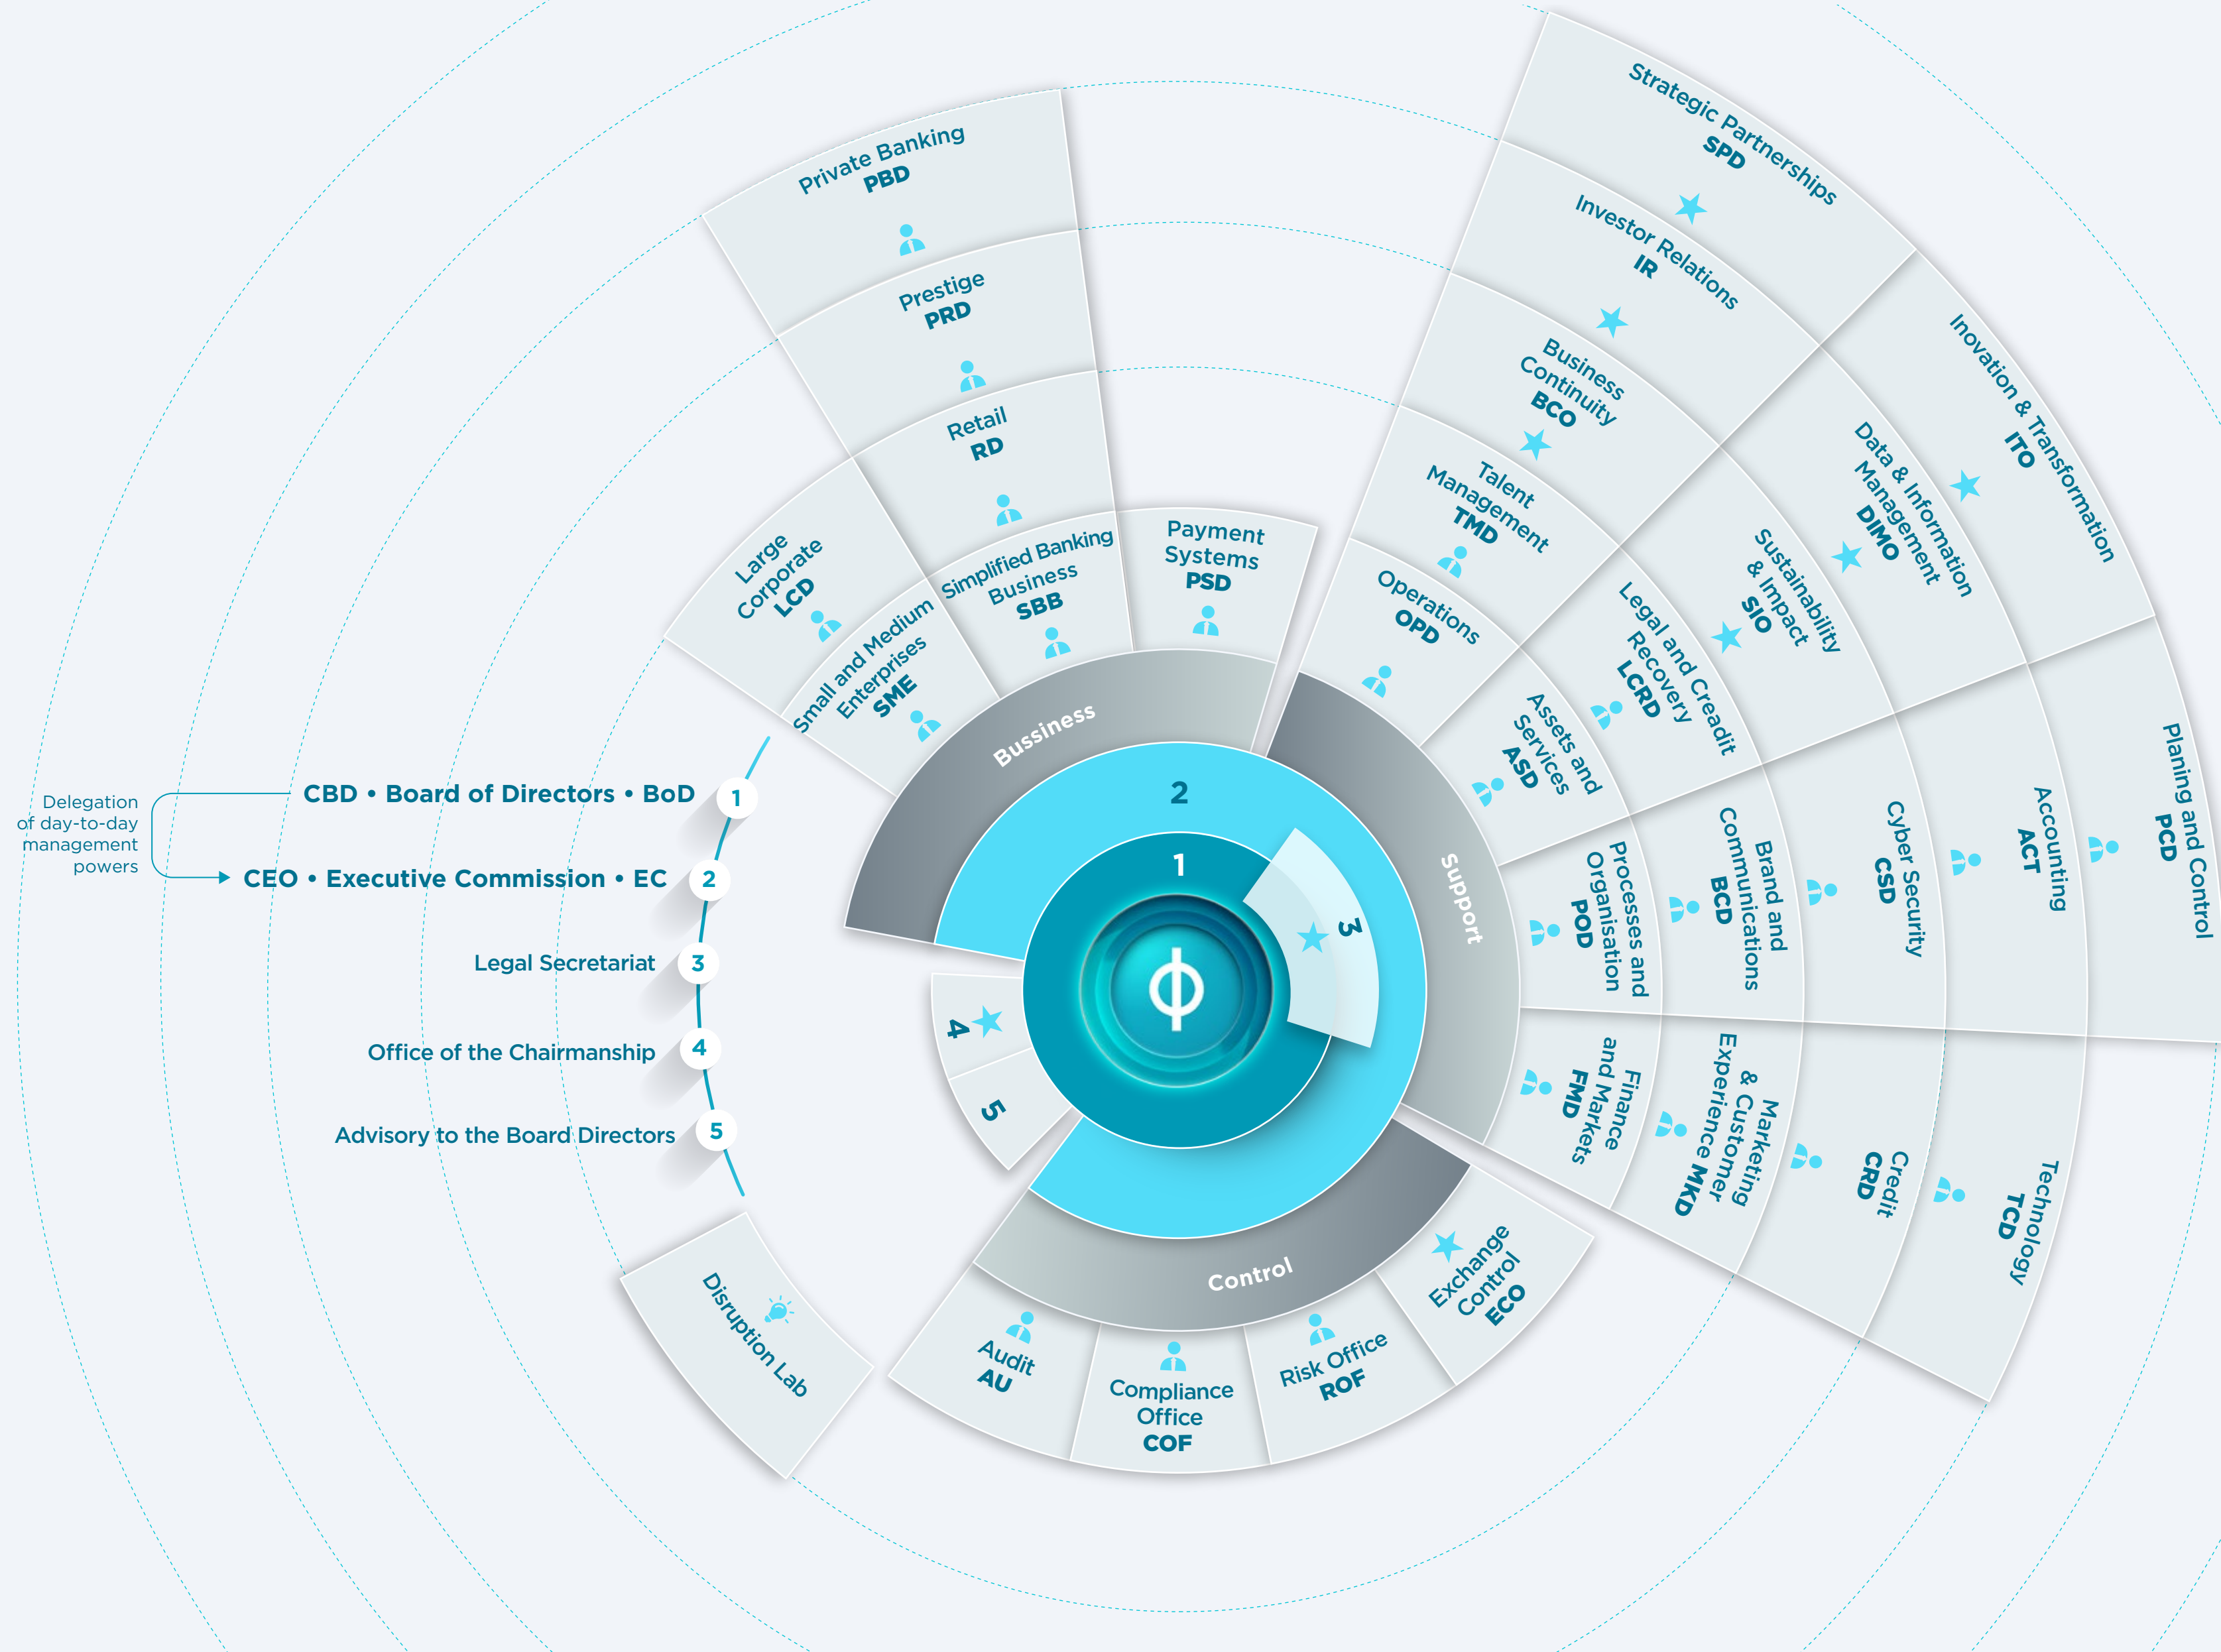 Delegation
of day-to-day
management
powers
CBD • Board of Directors • BoD
1
CEO • Executive Commission • EC
2
Legal Secretariat
3
Office of the Chairmanship
4
Advisory to the Board Directors
5
Disruption Lab
1
2
3
4
5
Bussiness
Private Banking
PBD
Prestige
PRD
Retail
RD
Large
Corporate
LCD
Small and Medium
Enterprises
SME
Simplified Banking
Business
SBB
Payment
Systems
PSD
Support
Strategic Partnerships
SPD
Investor Relations
IR
Business
Continuity
BCO
Talent
Management
TMD
Operations
OPD
Inovation & Transformation
ITO
Data & Information
Management
DIMO
Sustainability
& Impact
SIO
Legal and Creadit
Recovery
LCRD
Assets and
Services
ASD
Planing and Control
PCD
Accounting
ACT
Cyber Security
CSD
Brand and
Communications
BCD
Processes and
Organisation
POD
Technology
TCD
Credit
CRD
Marketing
& Customer
Experience MKD
Finance
and Markets
FMD
Control
Exchange
Control
ECO
Risk Office
ROF
Compliance
Office
COF
Audit
AU